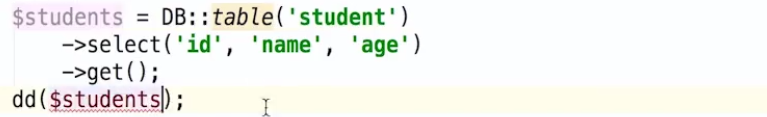 $students = DB::table('student')
    ->select('id', 'name', 'age')
    ->get();
dd($students);